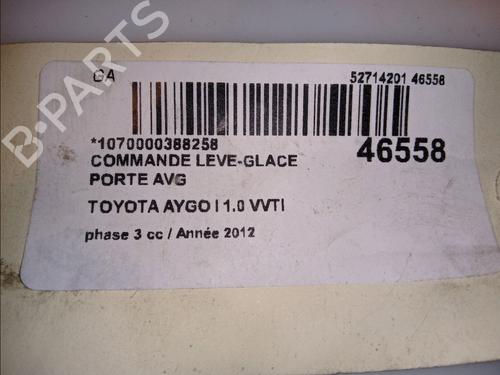 GA
52714201 46558
*1070000388258
46558
COMMANDE LEVE-GLACE
PORTE AVG
TOYOTA AYGO I 1.0 VVTI
phase 3 cc / Année 2012
B-PARTS